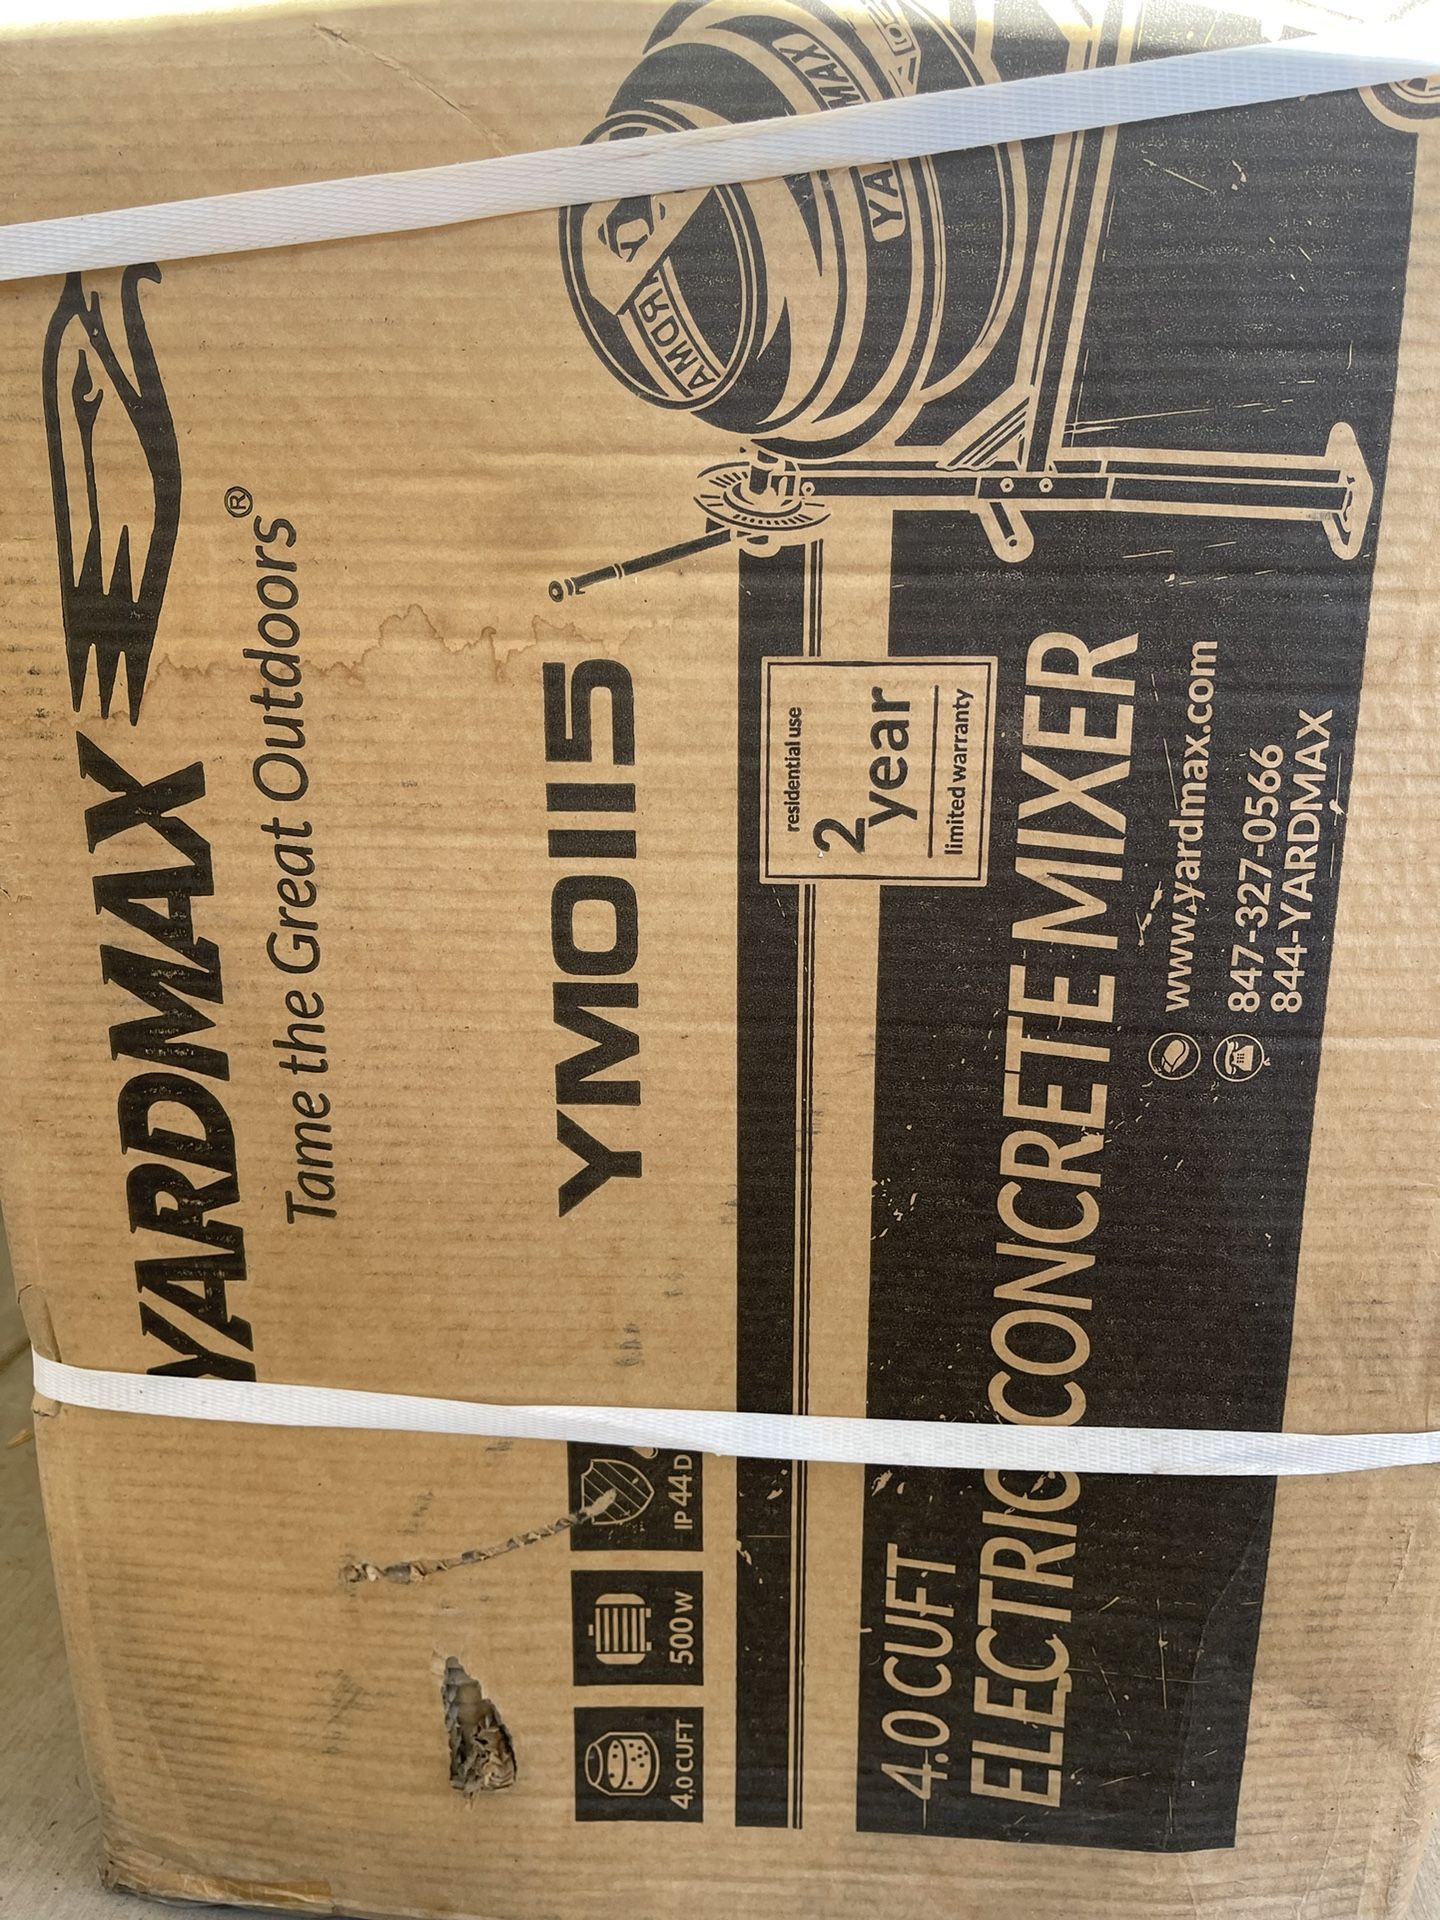 YARDMAX
Tame the Great Outdoors®
YM0115
4,0 CUFT
500 W
IP 44 D
residential use
2
year
limited warranty
4.0 CUFT
ELECTRIC CONCRETE MIXER
www.yardmax.com
847-327-0566
844-YARDMAX